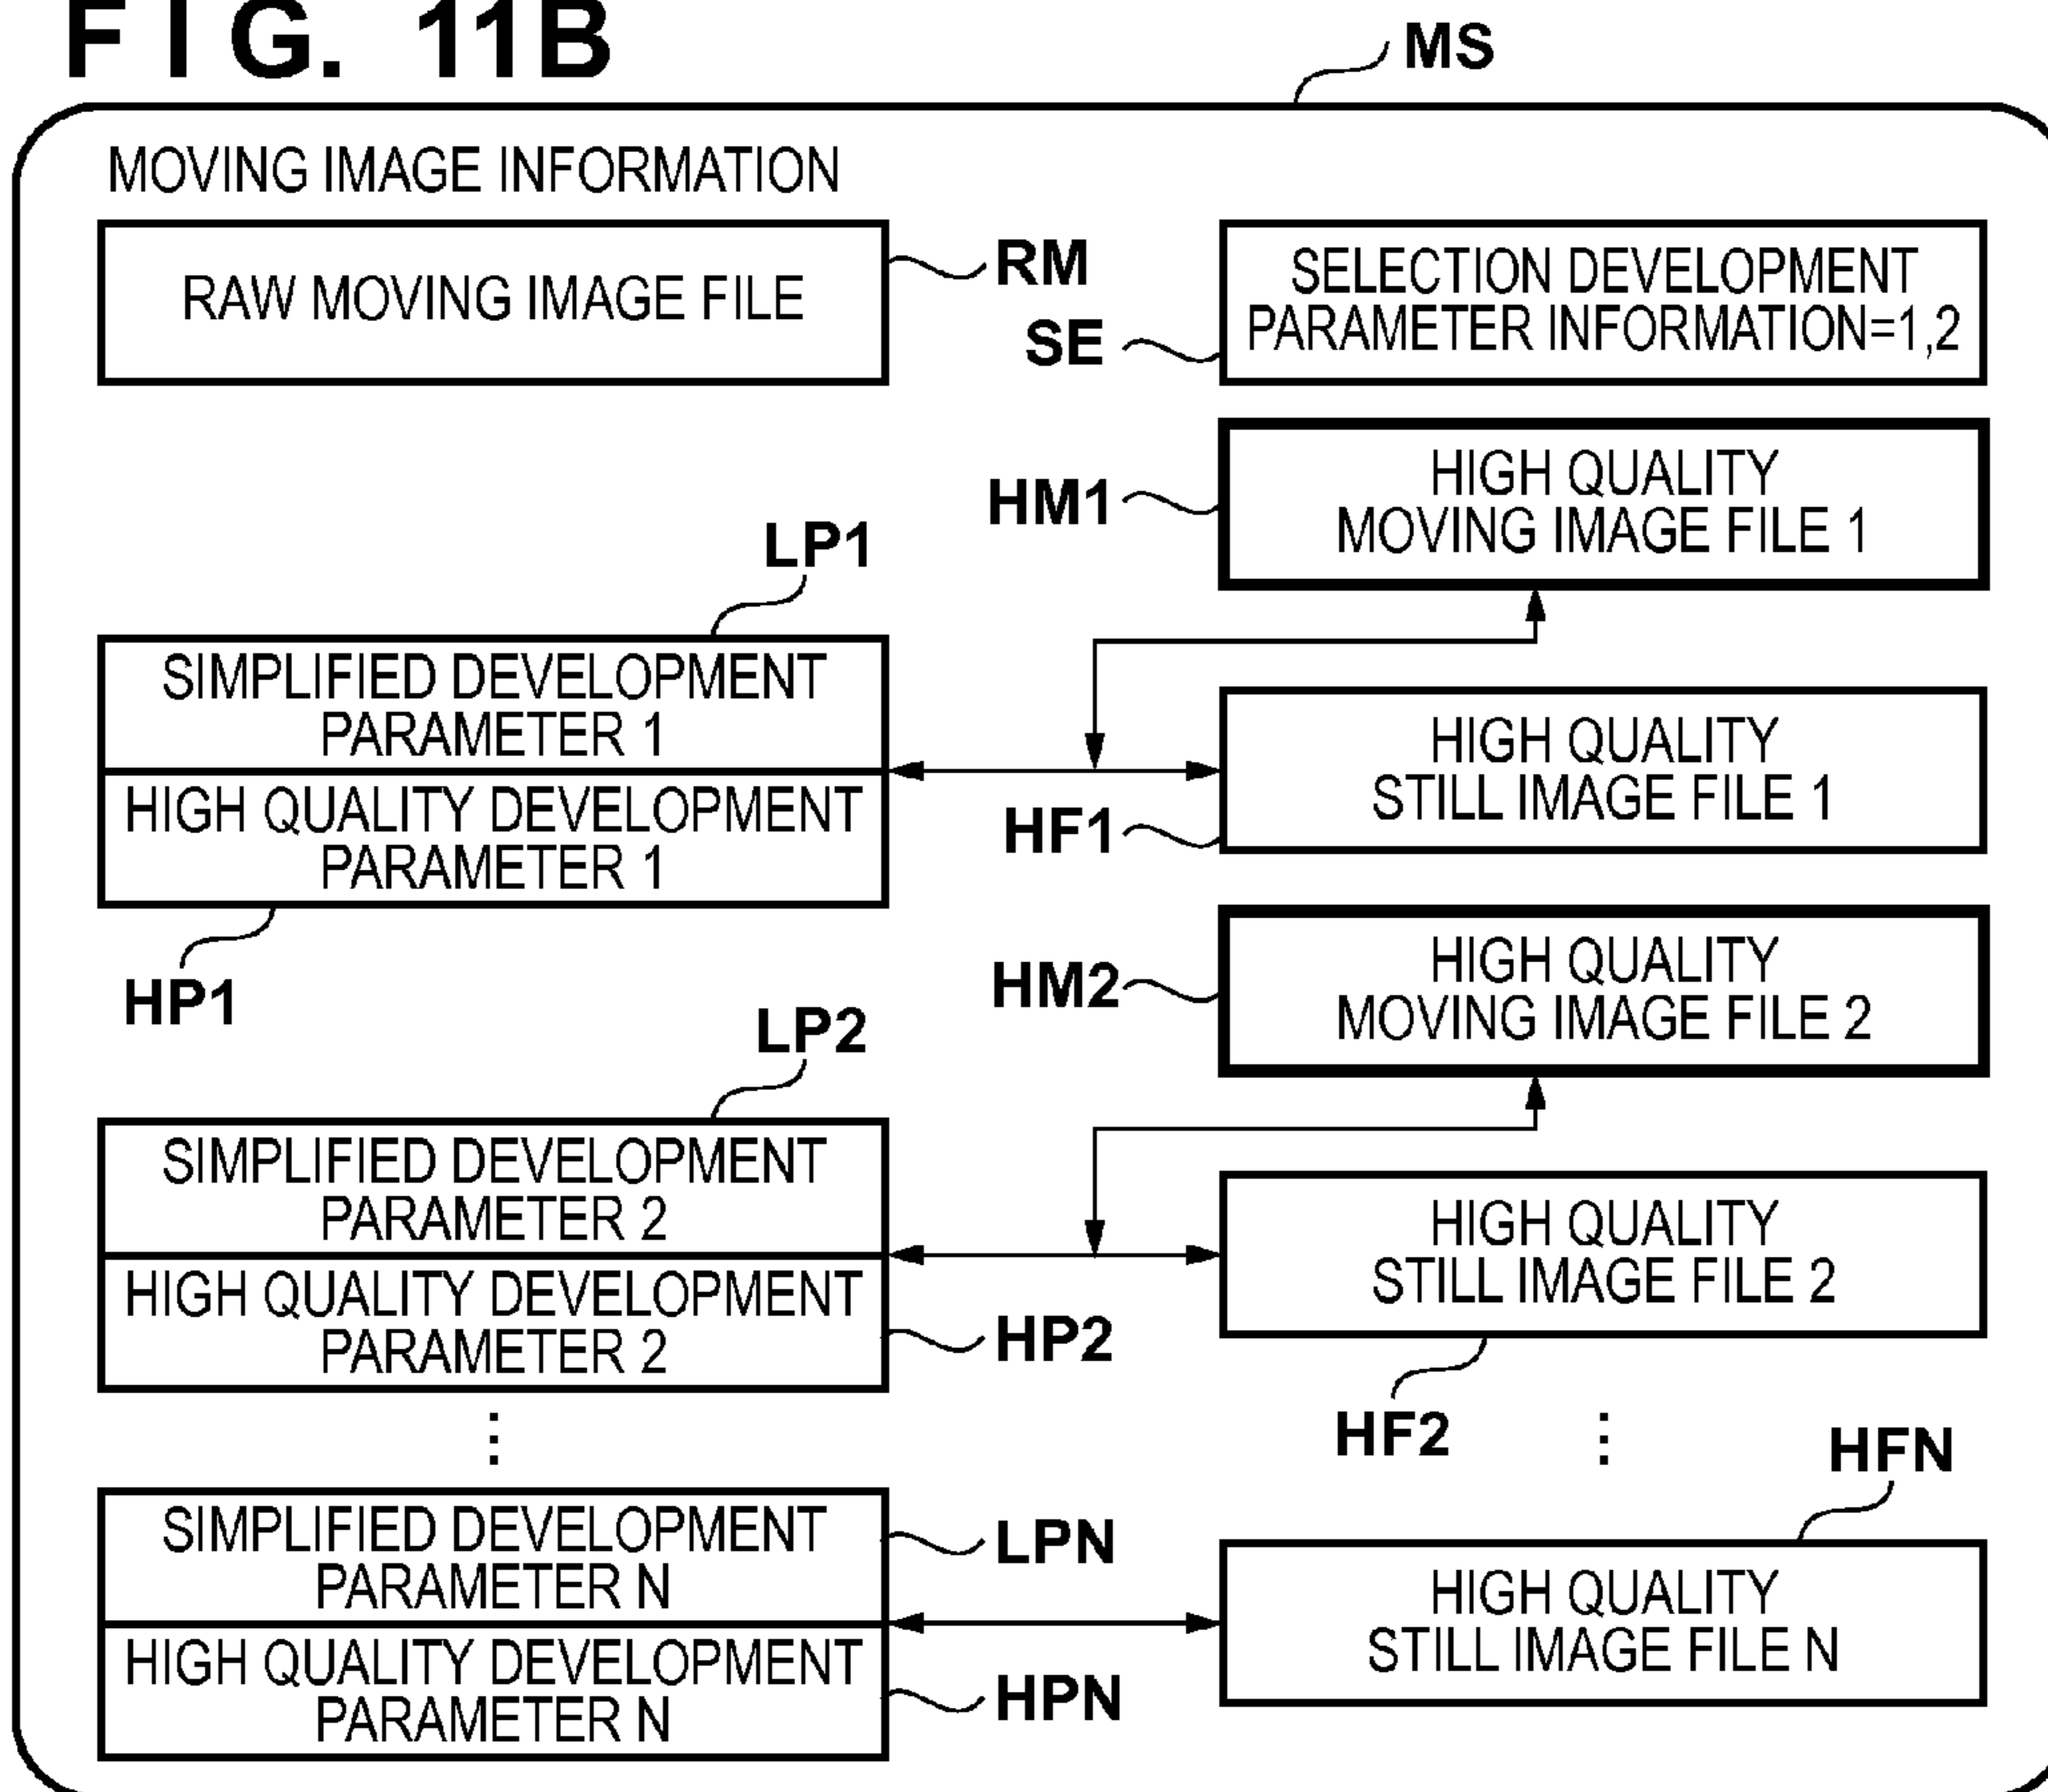 FIG. 11B
MS
MOVING IMAGE INFORMATION
RAW MOVING IMAGE FILE
RM
SELECTION DEVELOPMENT
PARAMETER INFORMATION=1,2
SE
HM1
HIGH QUALITY
MOVING IMAGE FILE 1
LP1
SIMPLIFIED DEVELOPMENT
PARAMETER 1
HIGH QUALITY DEVELOPMENT
PARAMETER 1
HP1
HIGH QUALITY
STILL IMAGE FILE 1
HF1
HM2
HIGH QUALITY
MOVING IMAGE FILE 2
LP2
SIMPLIFIED DEVELOPMENT
PARAMETER 2
HIGH QUALITY DEVELOPMENT
PARAMETER 2
HP2
HIGH QUALITY
STILL IMAGE FILE 2
HF2
⋮
⋮
HFN
SIMPLIFIED DEVELOPMENT
PARAMETER N
LPN
HIGH QUALITY DEVELOPMENT
PARAMETER N
HPN
HIGH QUALITY
STILL IMAGE FILE N